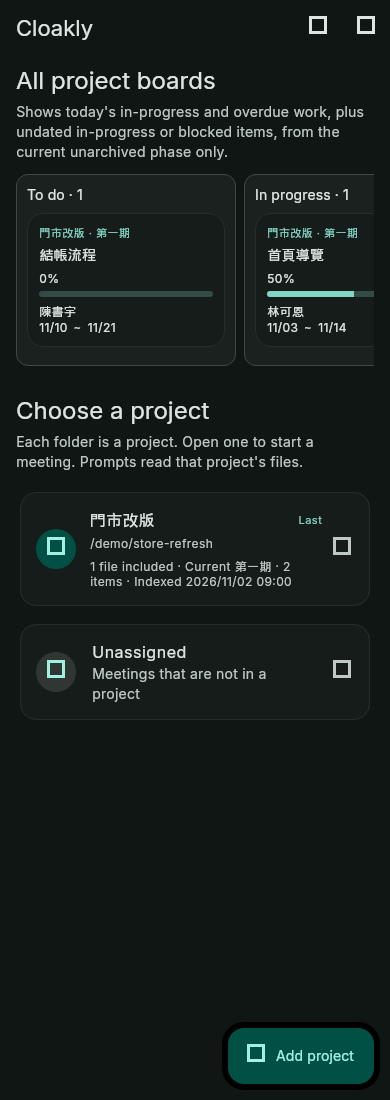 Cloakly
All project boards
Shows today's in-progress and overdue work, plus
undated in-progress or blocked items, from the
current unarchived phase only.
To do · 1
門市改版 · 第一期
結帳流程
0%
陳書宇
11/10 ~ 11/21
In progress · 1
門市改版 · 第一期
首頁導覽
50%
林可恩
11/03 ~ 11/14
Choose a project
Each folder is a project. Open one to start a
meeting. Prompts read that project's files.
門市改版
Last
/demo/store-refresh
1 file included · Current 第一期 · 2
items · Indexed 2026/11/02 09:00
Unassigned
Meetings that are not in a
project
Add project